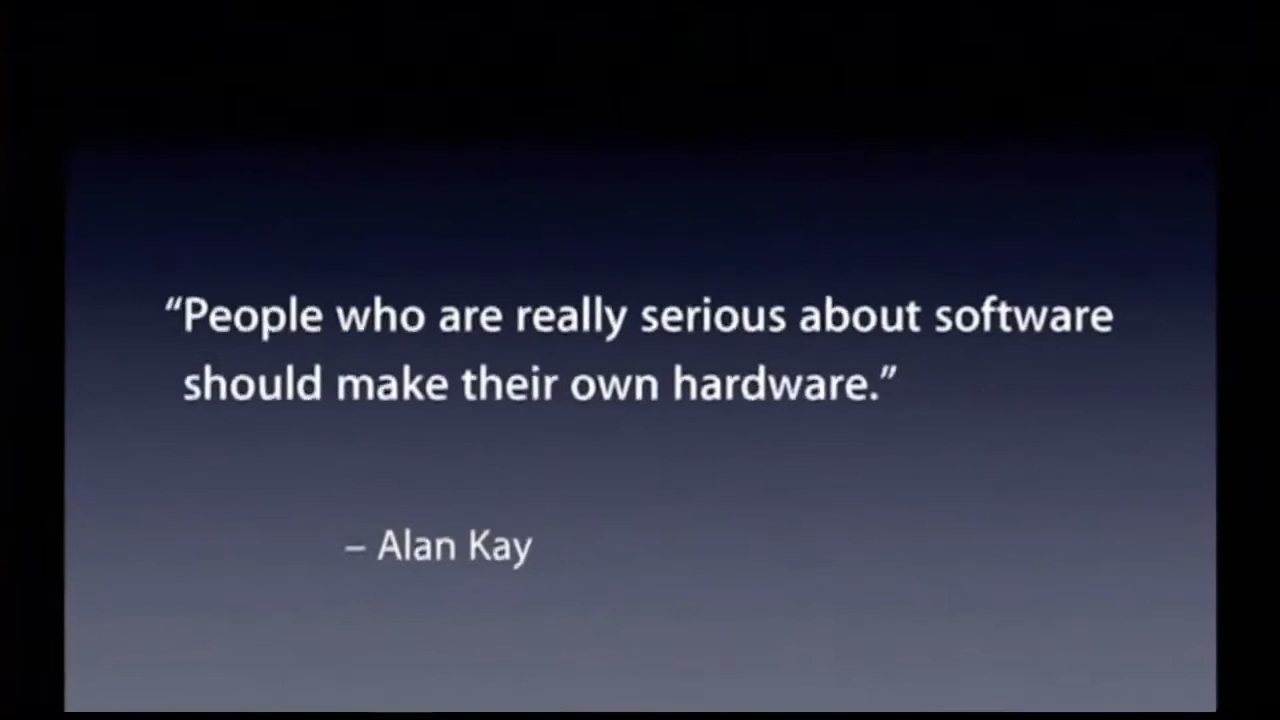 “People who are really serious about software
should make their own hardware.”
– Alan Kay